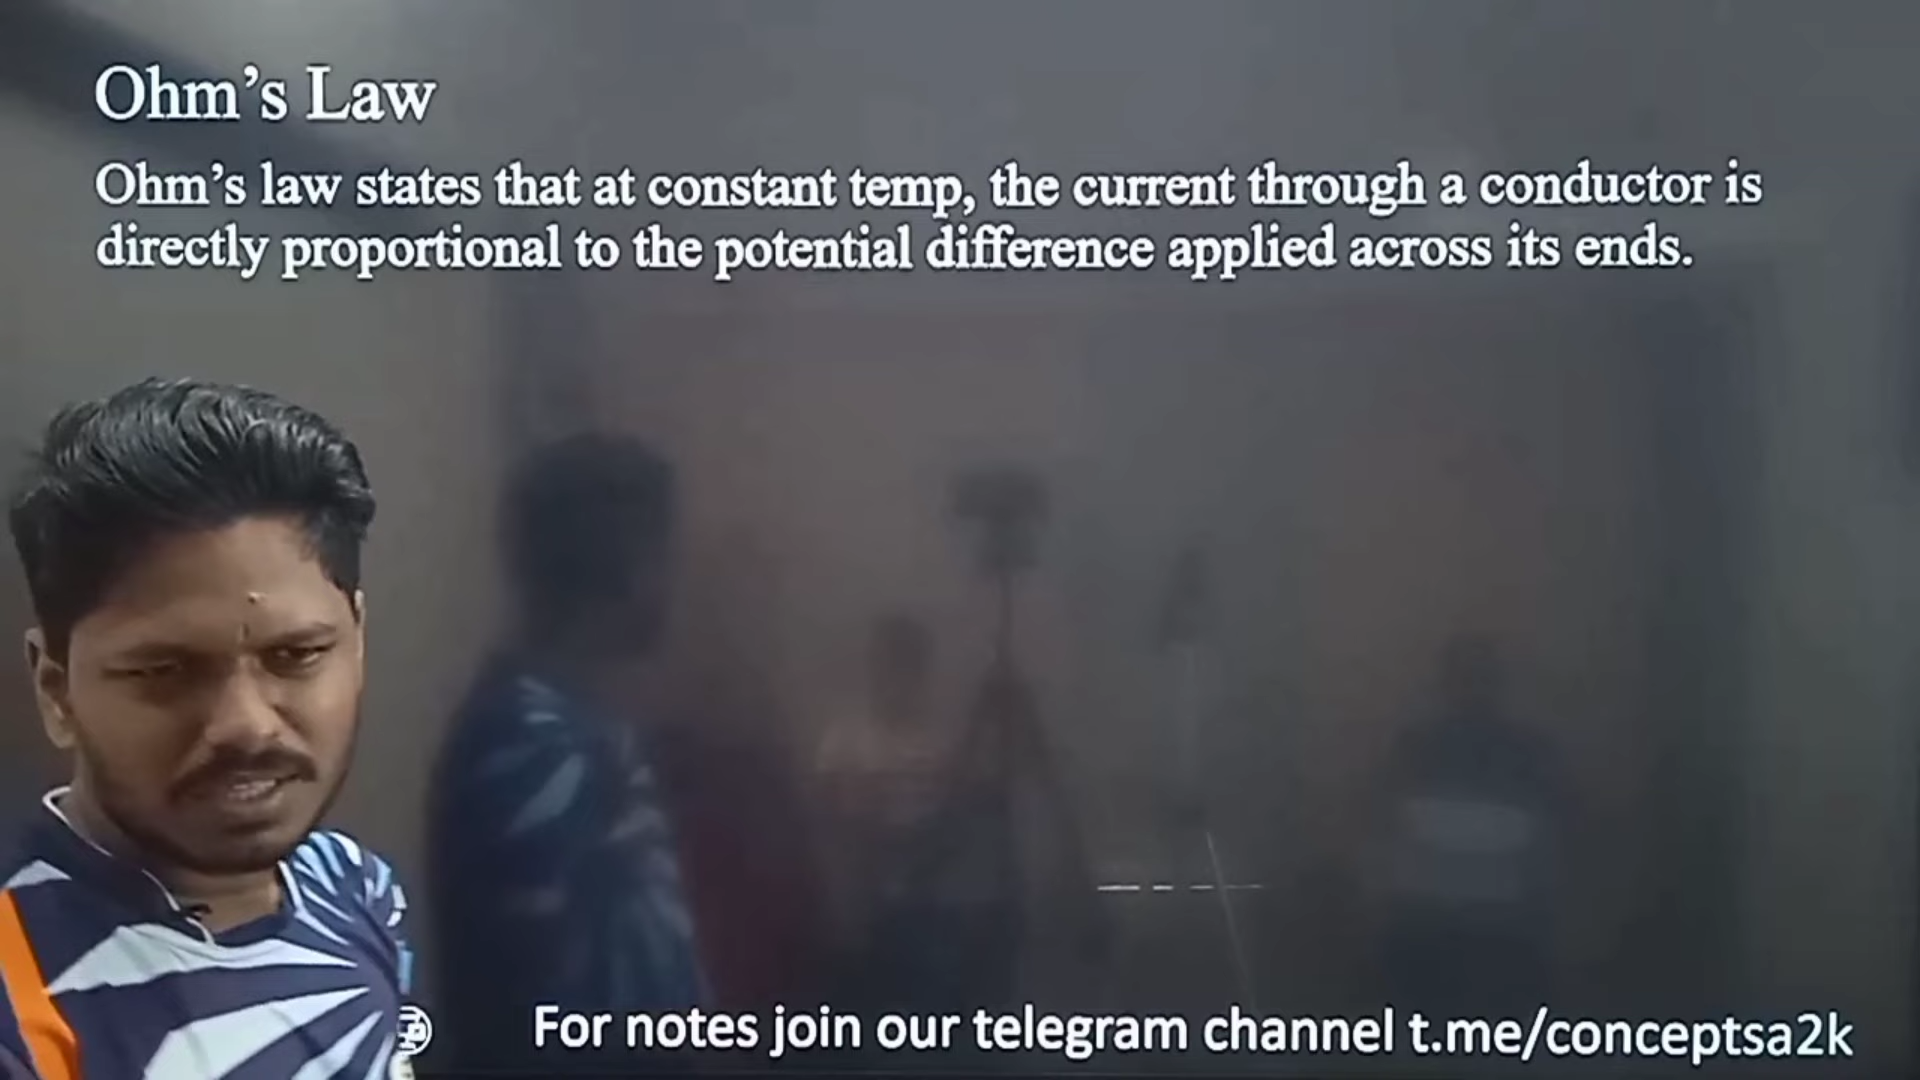 Ohm's Law
Ohm's law states that at constant temp, the current through a conductor is
directly proportional to the potential difference applied across its ends.
For notes join our telegram channel t.me/conceptsa2k